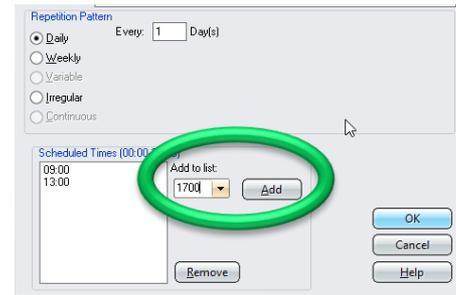 Repetition Pattern
Daily Every: 1 Day(s)
Weekly
Variable
Irregular
Continuous
Scheduled Times (00:00
Add to list:
09:00
13:00
1700 Add
OK
Cancel
Remove Help